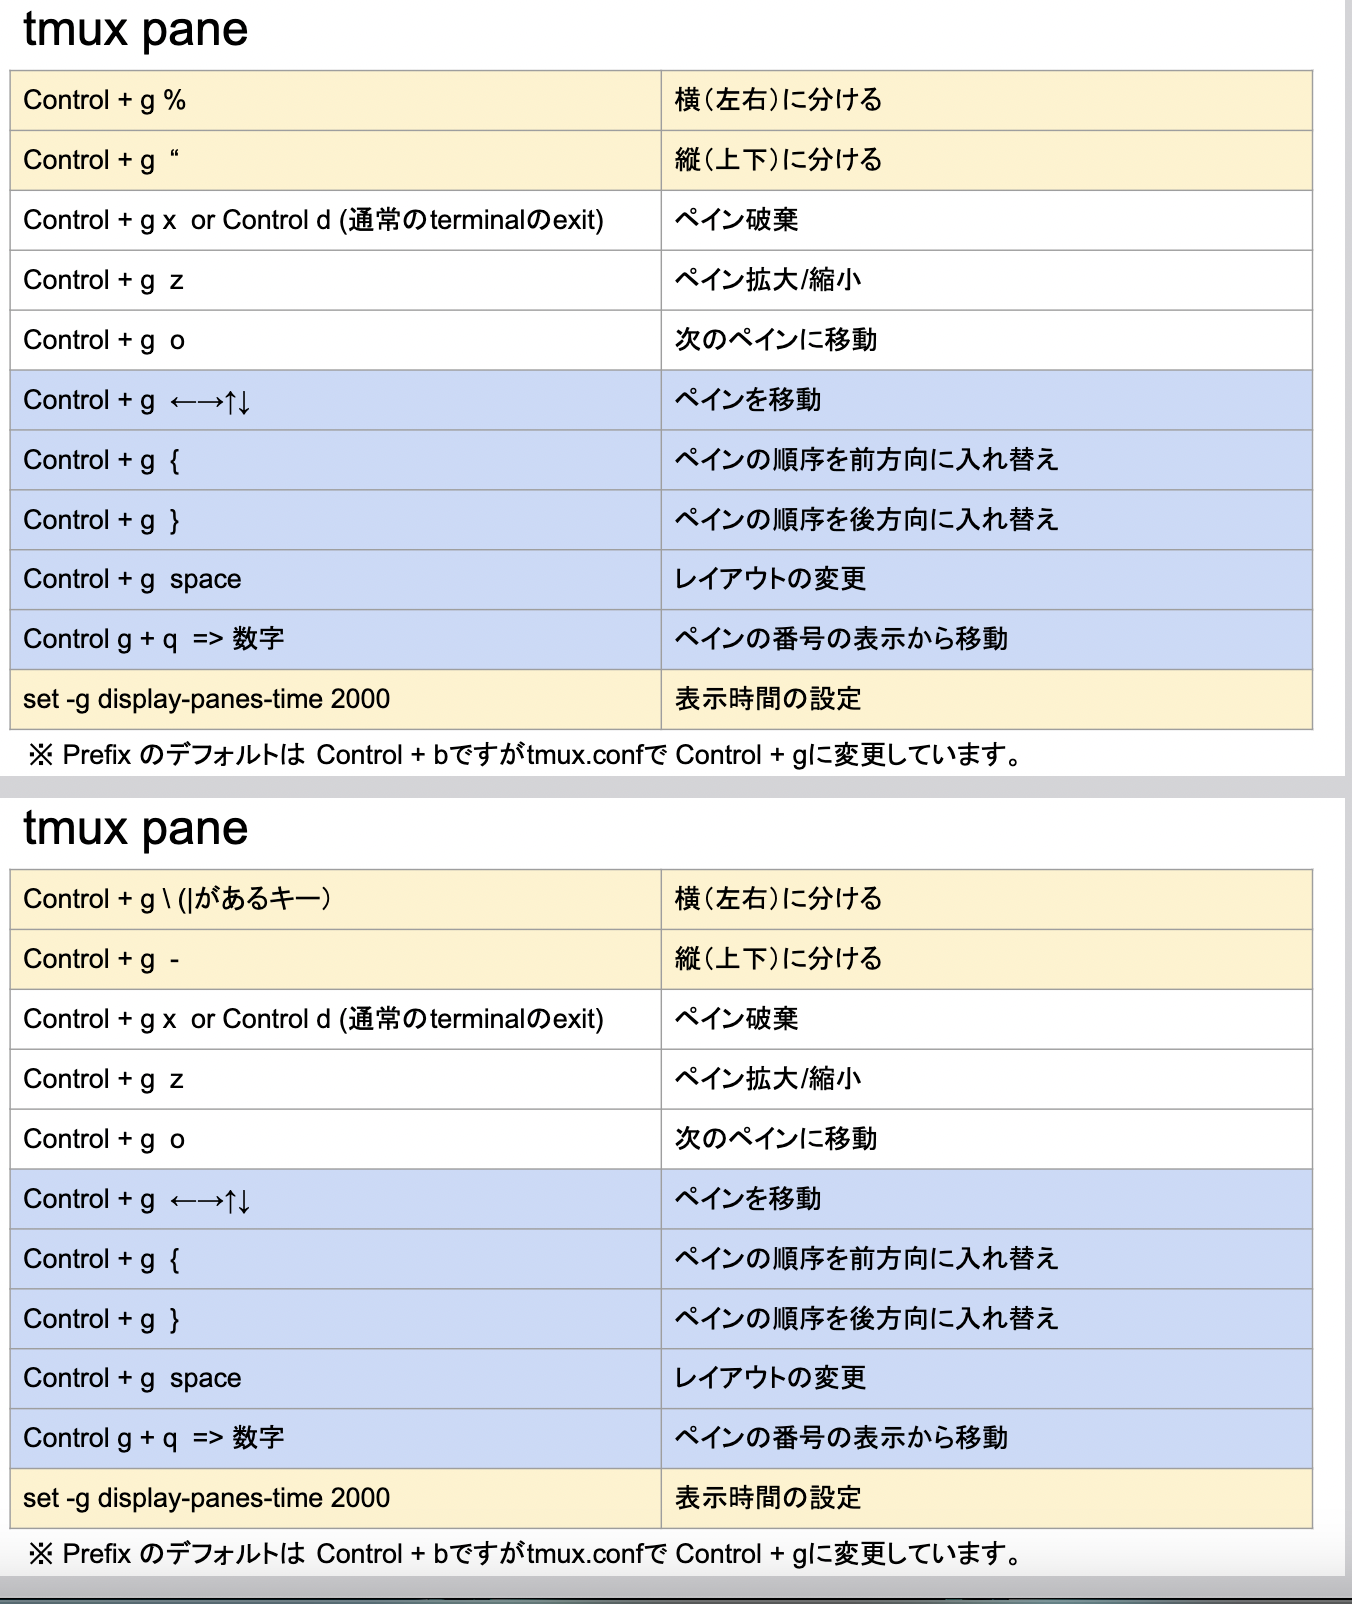 tmux pane
Control + g % 横（左右）に分ける
Control + g “ 縦（上下）に分ける
Control + g x or Control d (通常のterminalのexit) ペイン破棄
Control + g z ペイン拡大/縮小
Control + g o 次のペインに移動
Control + g ←→↑↓ ペインを移動
Control + g { ペインの順序を前方向に入れ替え
Control + g } ペインの順序を後方向に入れ替え
Control + g space レイアウトの変更
Control g + q => 数字 ペインの番号の表示から移動
set -g display-panes-time 2000 表示時間の設定
※ Prefix のデフォルトは Control + bですがtmux.confで Control + gに変更しています。
tmux pane
Control + g \ (|があるキー） 横（左右）に分ける
Control + g - 縦（上下）に分ける
Control + g x or Control d (通常のterminalのexit) ペイン破棄
Control + g z ペイン拡大/縮小
Control + g o 次のペインに移動
Control + g ←→↑↓ ペインを移動
Control + g { ペインの順序を前方向に入れ替え
Control + g } ペインの順序を後方向に入れ替え
Control + g space レイアウトの変更
Control g + q => 数字 ペインの番号の表示から移動
set -g display-panes-time 2000 表示時間の設定
※ Prefix のデフォルトは Control + bですがtmux.confで Control + gに変更しています。